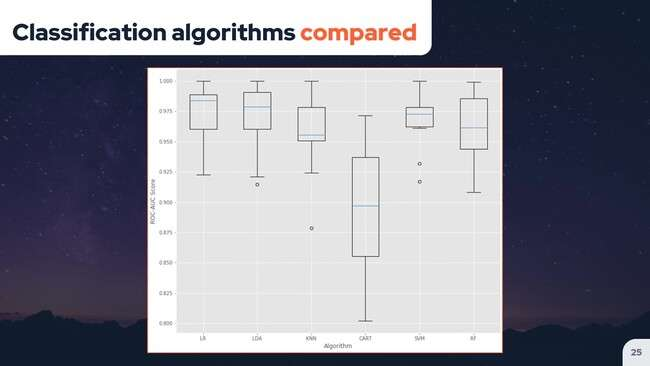 Classification algorithms compared
1.000
0.975
0.950
0.925
0.900
0.875
0.850
0.825
0.800
ROC-AUC Score
LR LDA KNN CART SVM RF
Algorithm
25